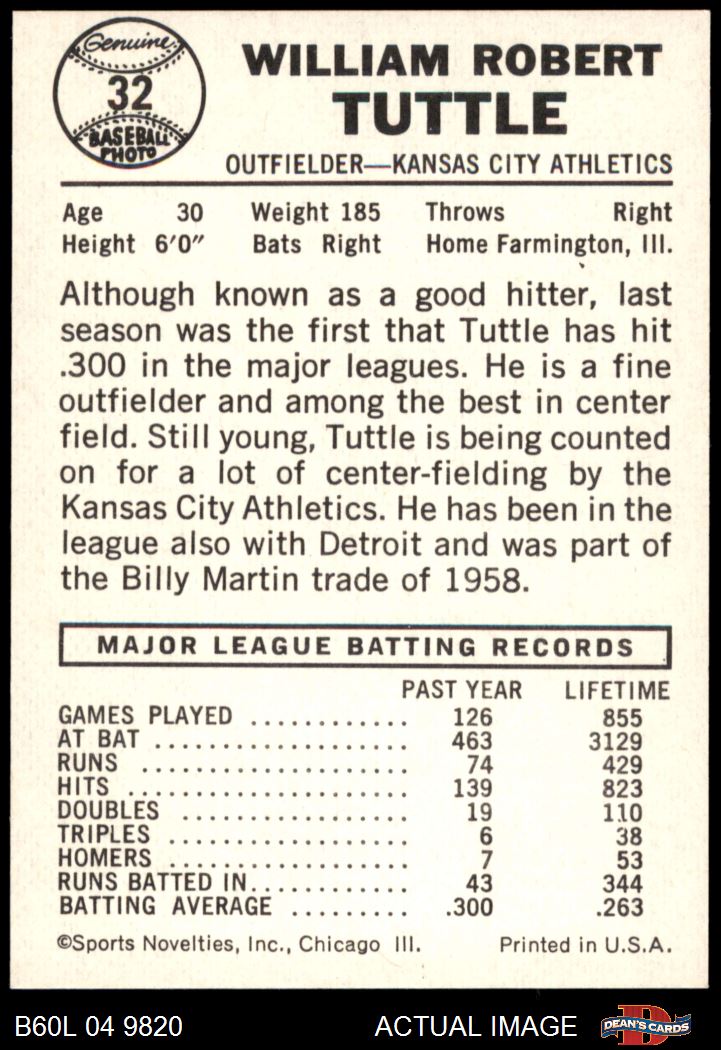 Genuine
32
BASEBALL
PHOTO
WILLIAM ROBERT
TUTTLE
OUTFIELDER—KANSAS CITY ATHLETICS
Age 30 Weight 185 Throws Right
Height 6'0" Bats Right Home Farmington, Ill.
Although known as a good hitter, last
season was the first that Tuttle has hit
.300 in the major leagues. He is a fine
outfielder and among the best in center
field. Still young, Tuttle is being counted
on for a lot of center-fielding by the
Kansas City Athletics. He has been in the
league also with Detroit and was part of
the Billy Martin trade of 1958.
MAJOR LEAGUE BATTING RECORDS
PAST YEAR LIFETIME
GAMES PLAYED ............ 126 855
AT BAT .................... 463 3129
RUNS ..................... 74 429
HITS ...................... 139 823
DOUBLES .................. 19 110
TRIPLES ................... 6 38
HOMERS ................... 7 53
RUNS BATTED IN............ 43 344
BATTING AVERAGE ......... .300 .263
©Sports Novelties, Inc., Chicago Ill. Printed in U.S.A.
B60L 04 9820 ACTUAL IMAGE D DEAN'S CARDS